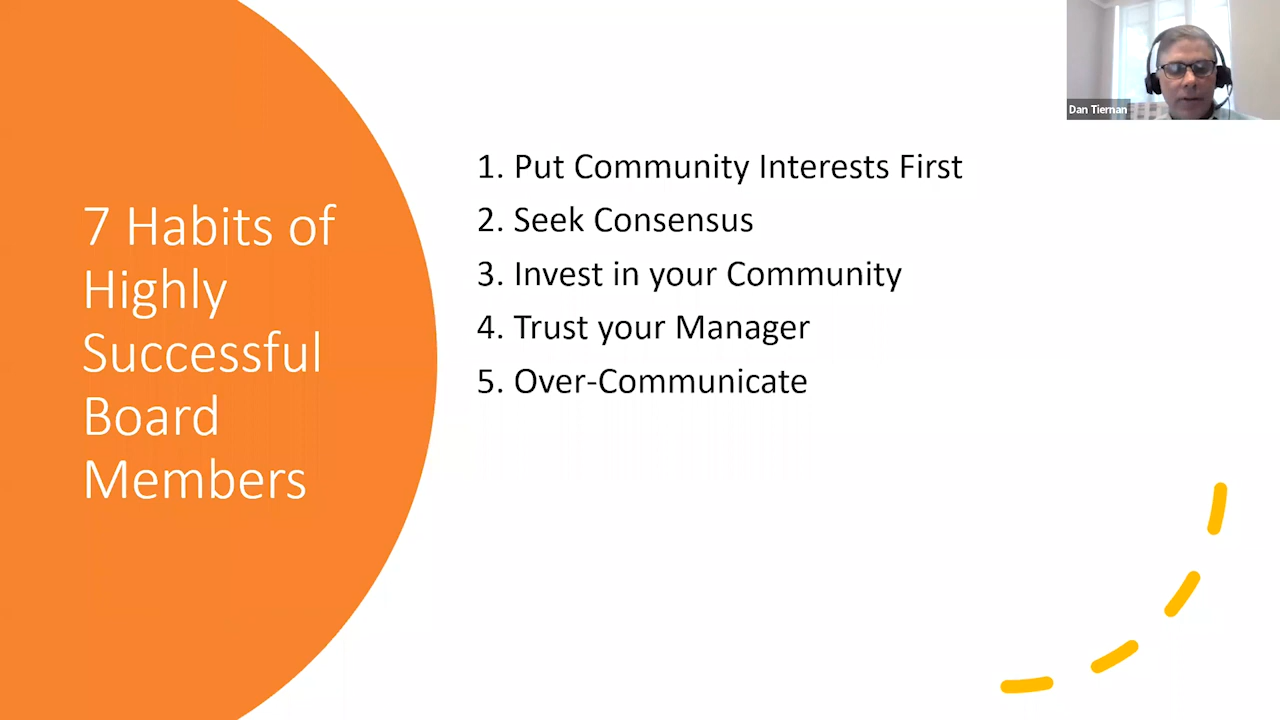 7 Habits of
Highly
Successful
Board
Members
1. Put Community Interests First
2. Seek Consensus
3. Invest in your Community
4. Trust your Manager
5. Over-Communicate
Dan Tiernan